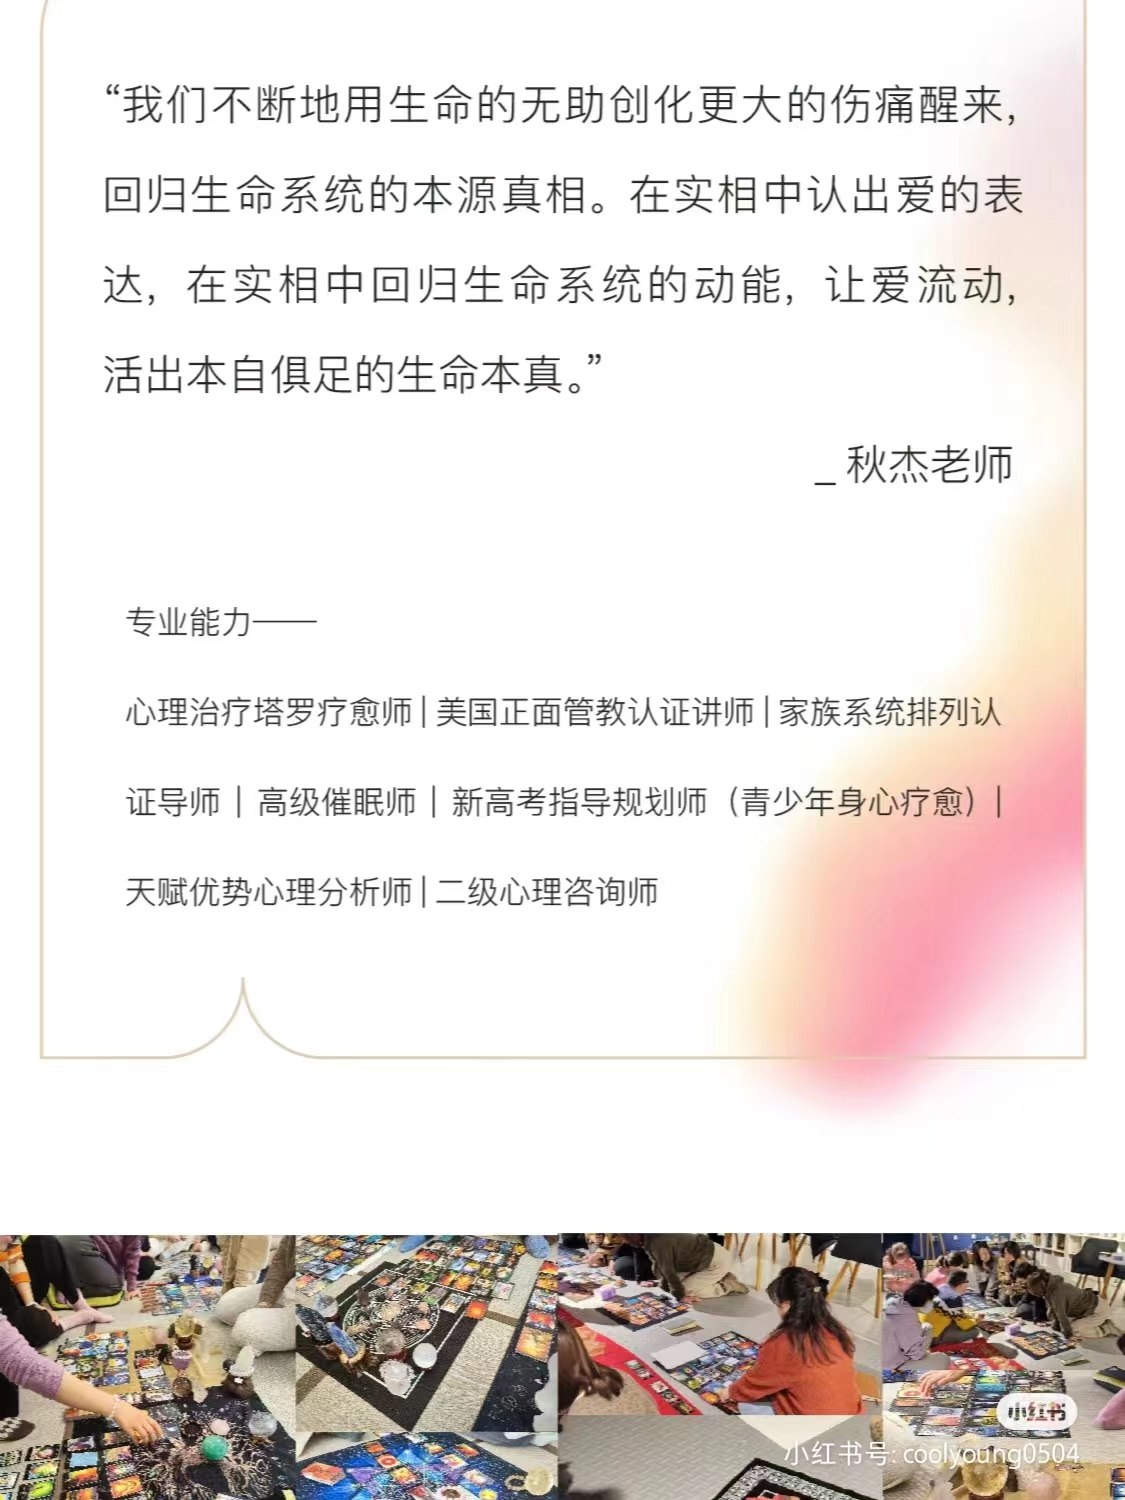 “我们不断地用生命的无助创化更大的伤痛醒来，
回归生命系统的本源真相。在实相中认出爱的表
达，在实相中回归生命系统的动能，让爱流动，
活出本自俱足的生命本真。”
_ 秋杰老师
专业能力——
心理治疗塔罗疗愈师|美国正面管教认证讲师|家族系统排列认
证导师 | 高级催眠师 | 新高考指导规划师（青少年身心疗愈）|
天赋优势心理分析师|二级心理咨询师
小红书
小红书号: coolyoung0504